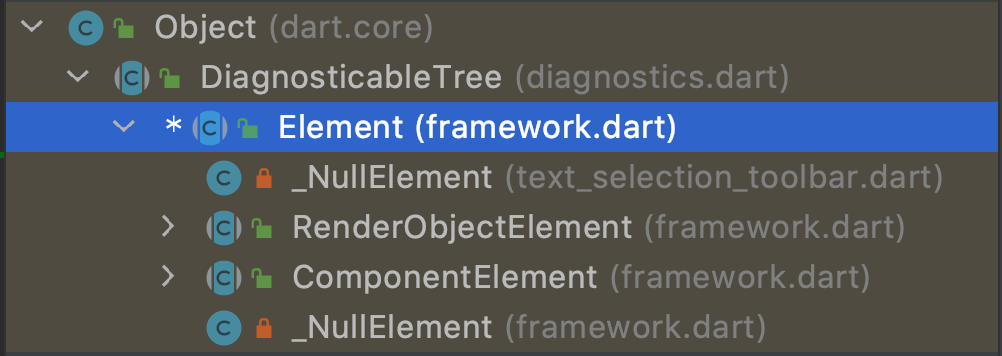 C Object (dart.core)
C DiagnosticableTree (diagnostics.dart)
* C Element (framework.dart)
C _NullElement (text_selection_toolbar.dart)
C RenderObjectElement (framework.dart)
C ComponentElement (framework.dart)
C _NullElement (framework.dart)